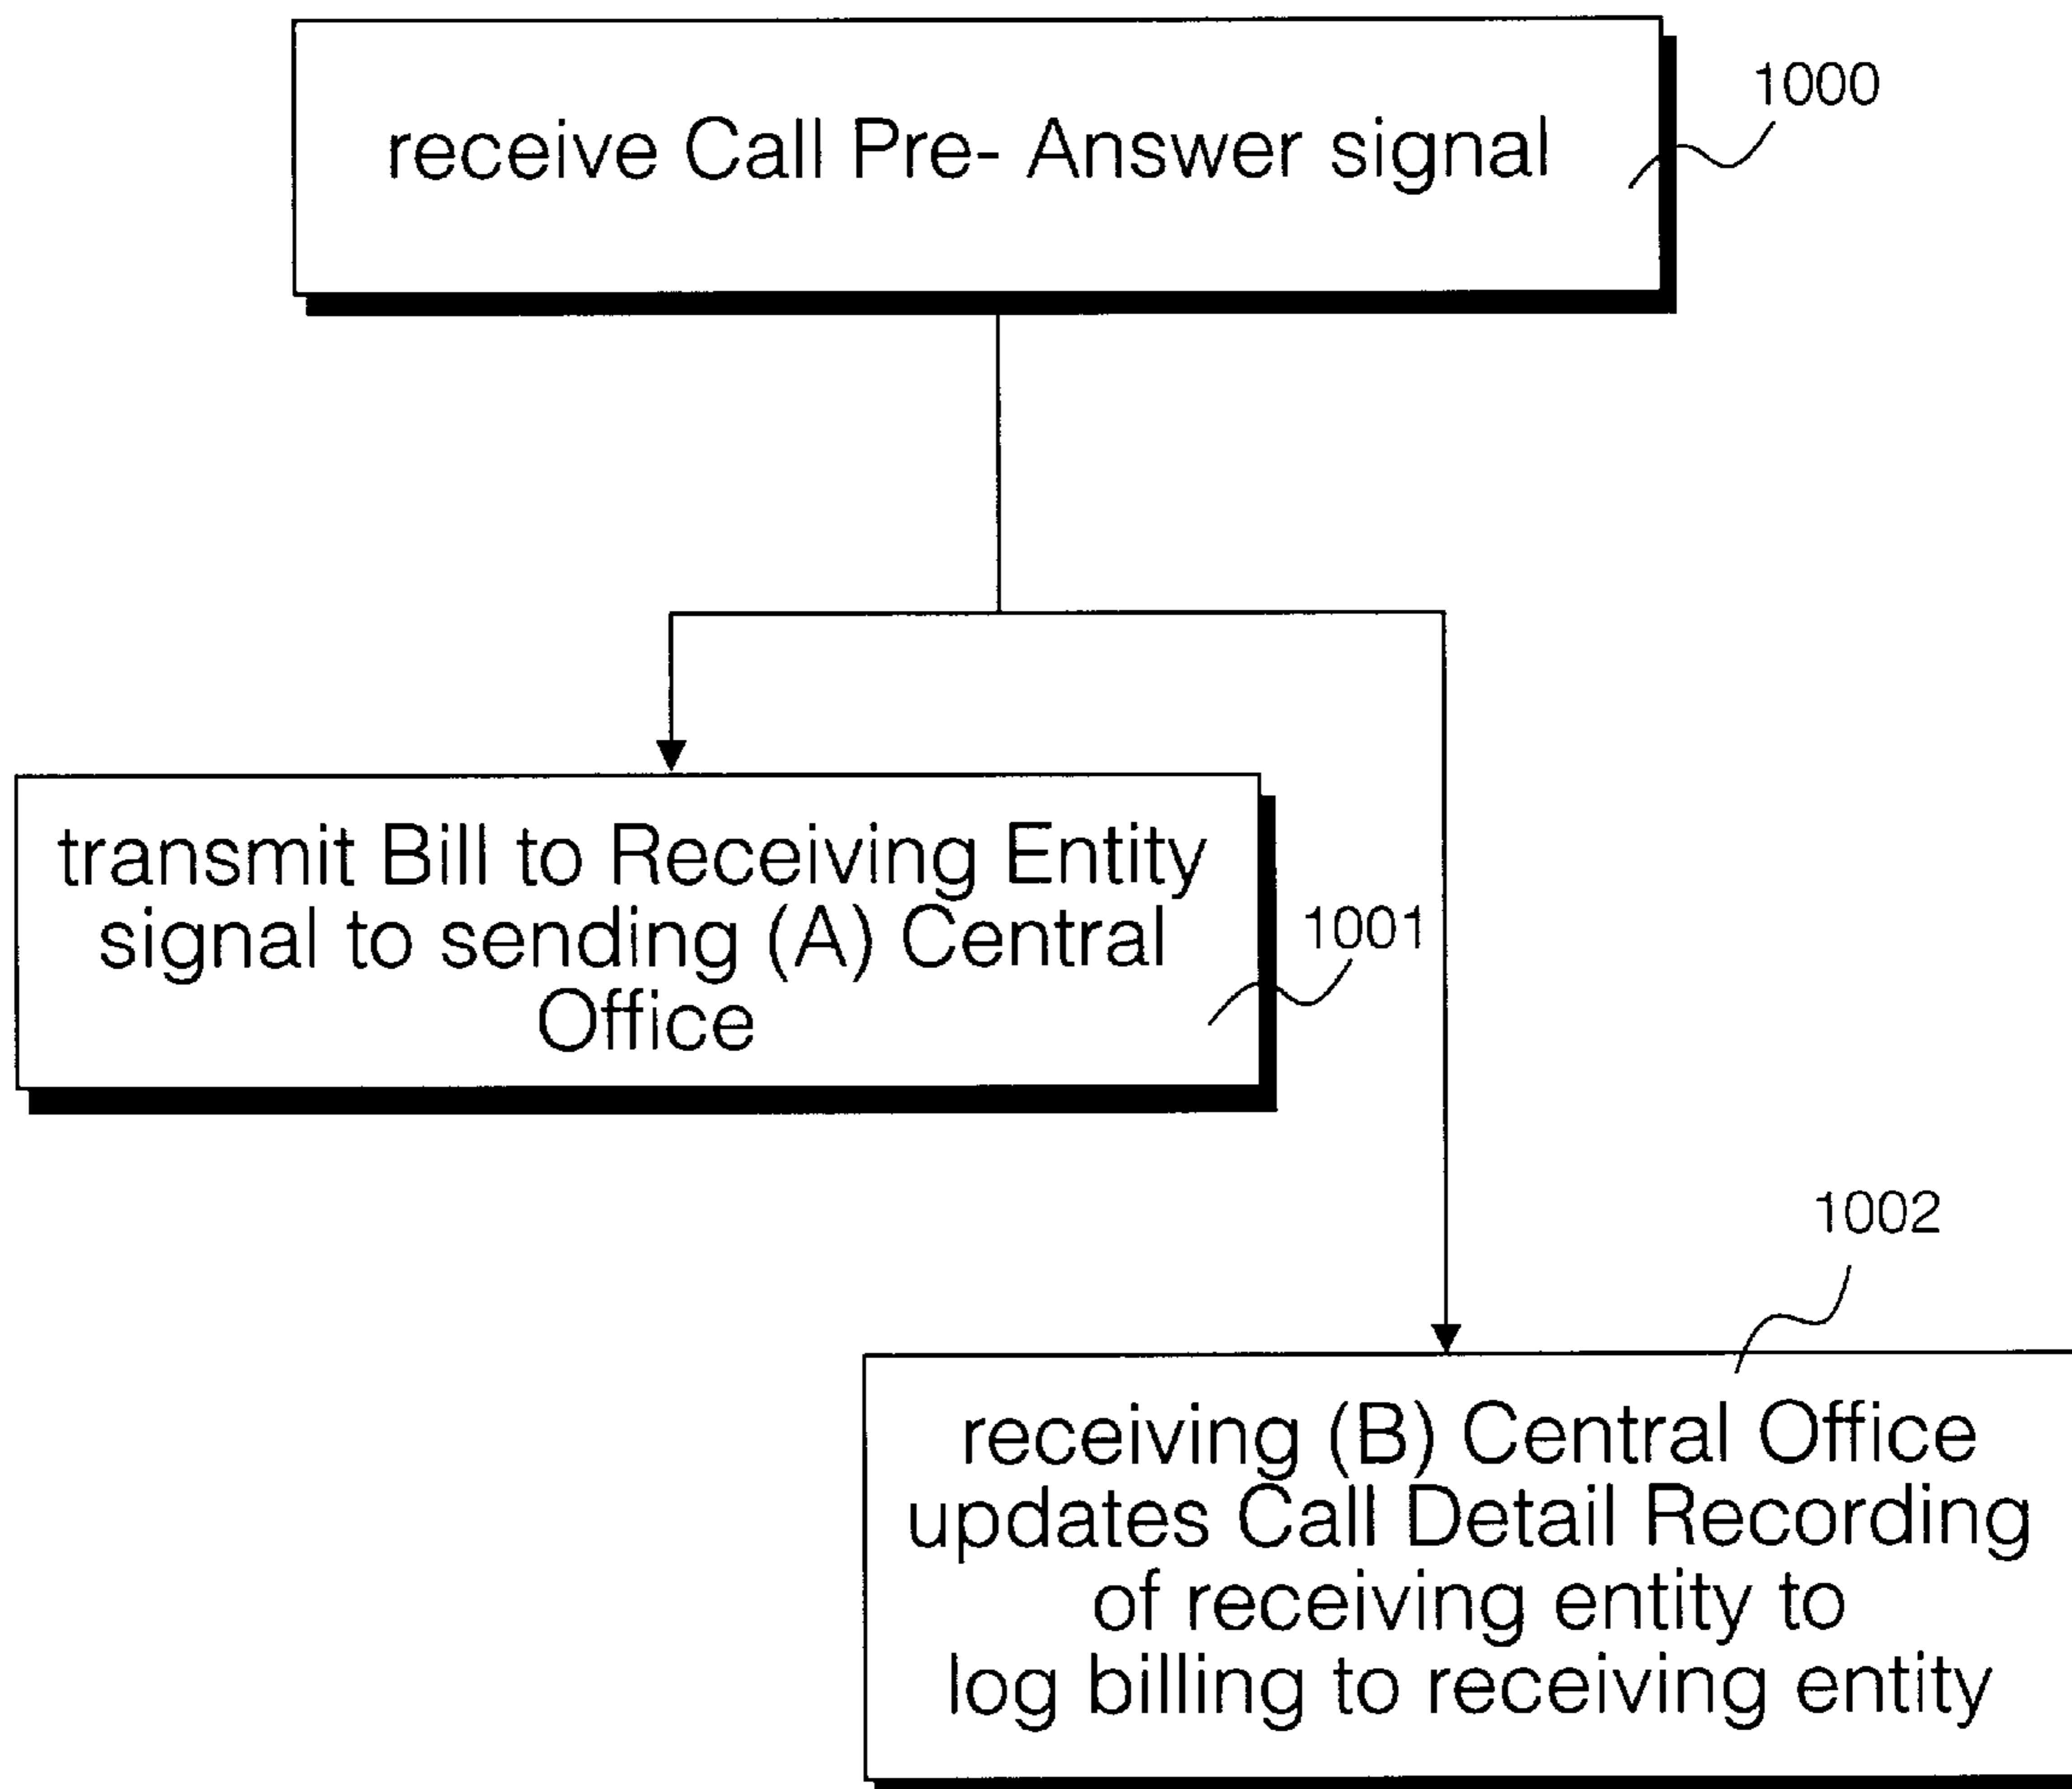 1000
receive Call Pre- Answer signal
transmit Bill to Receiving Entity
signal to sending (A) Central
Office
1001
1002
receiving (B) Central Office
updates Call Detail Recording
of receiving entity to
log billing to receiving entity